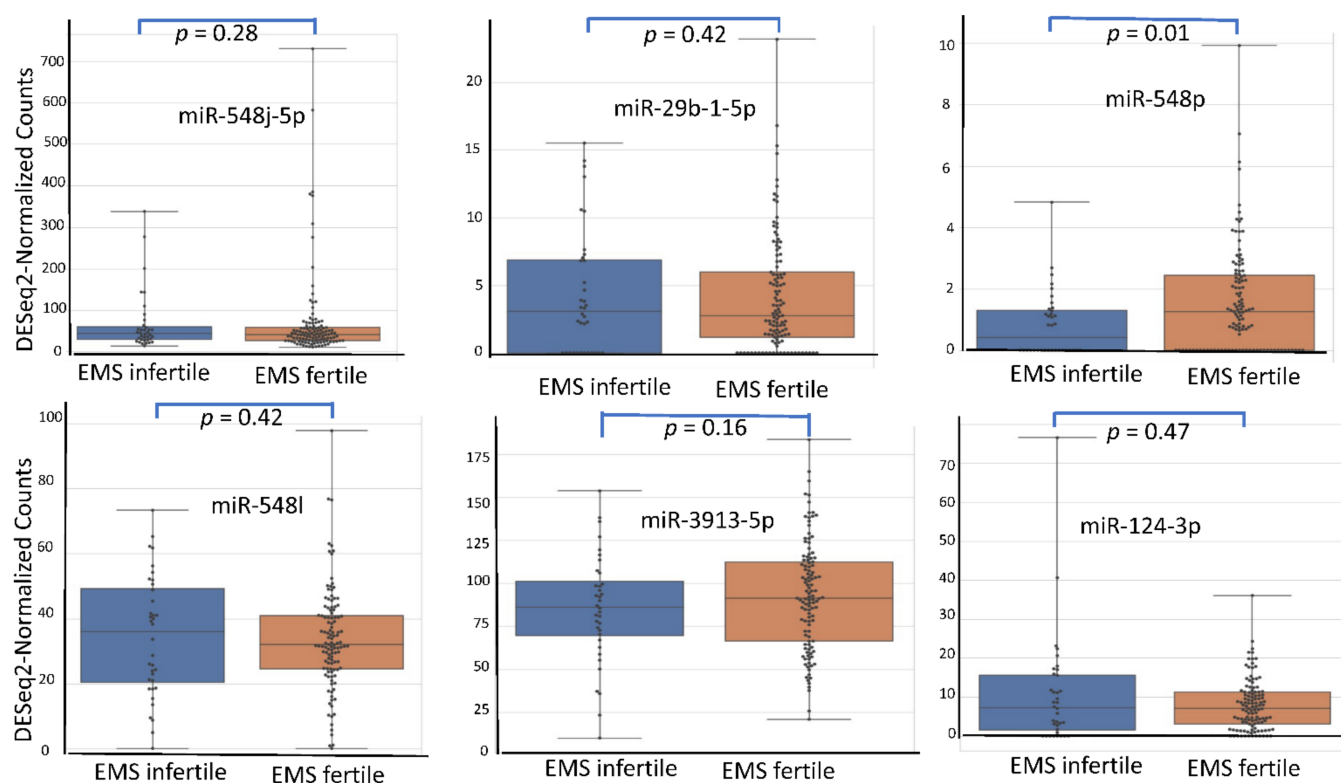 p = 0.28
miR-548j-5p
DESeq2-Normalized Counts
700
600
500
400
300
200
100
0
EMS infertile
EMS fertile
p = 0.42
miR-29b-1-5p
20
15
10
5
0
EMS infertile
EMS fertile
p = 0.01
miR-548p
10
8
6
4
2
0
EMS infertile
EMS fertile
p = 0.42
miR-548l
DESeq2-Normalized Counts
100
80
60
40
20
0
EMS infertile
EMS fertile
p = 0.16
miR-3913-5p
175
150
125
100
75
50
25
0
EMS infertile
EMS fertile
p = 0.47
miR-124-3p
70
60
50
40
30
20
10
0
EMS infertile
EMS fertile